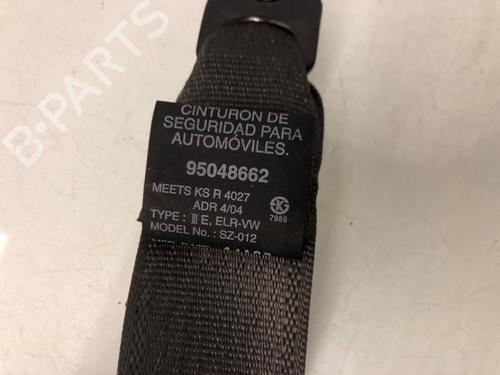 B-PARTS
CINTURON DE
SEGURIDAD PARA
AUTOMÓVILES.
95048662
MEETS KS R 4027
ADR 4/04
TYPE : Ⅲ E, ELR-VW
MODEL No. : SZ-012
K
7989